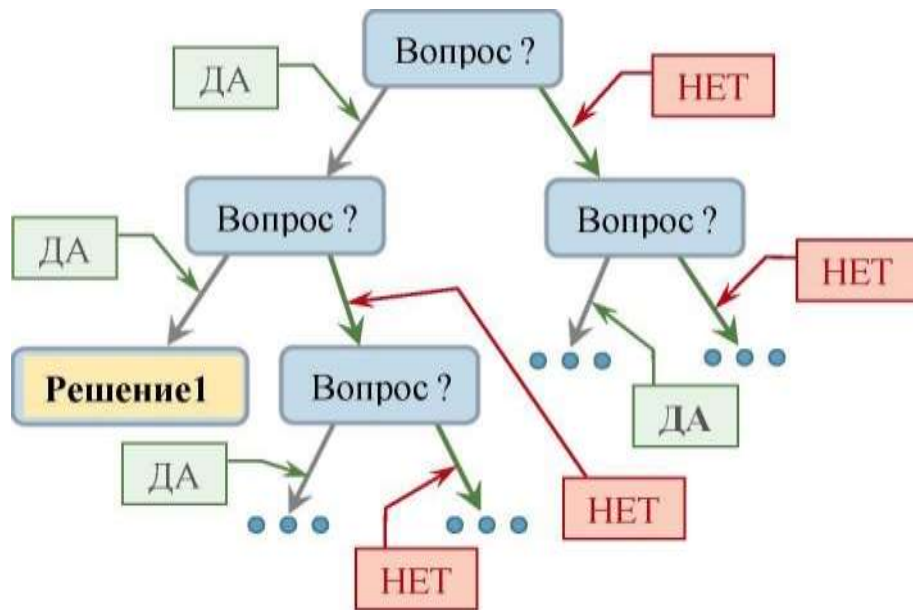 Вопрос ?
ДА
НЕТ
Вопрос ?
Вопрос ?
ДА
НЕТ
Решение1
Вопрос ?
ДА
ДА
НЕТ
НЕТ